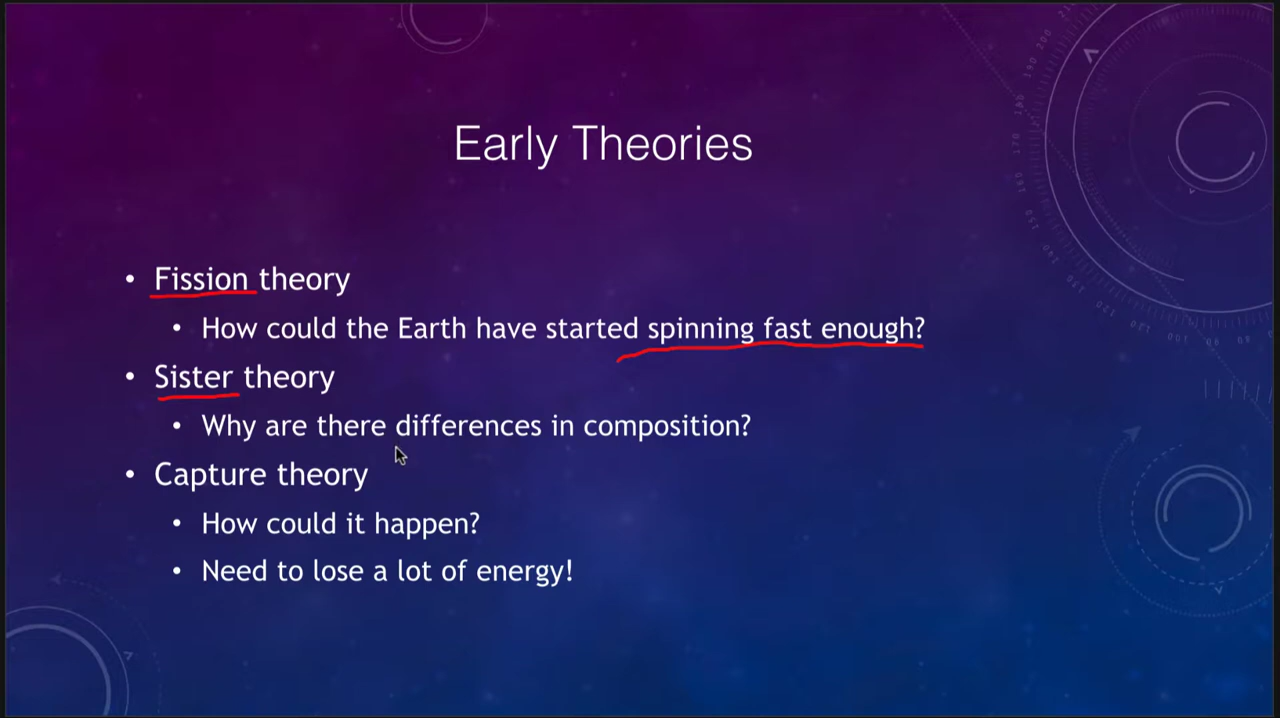 Early Theories
• Fission theory
• How could the Earth have started spinning fast enough?
• Sister theory
• Why are there differences in composition?
• Capture theory
• How could it happen?
• Need to lose a lot of energy!